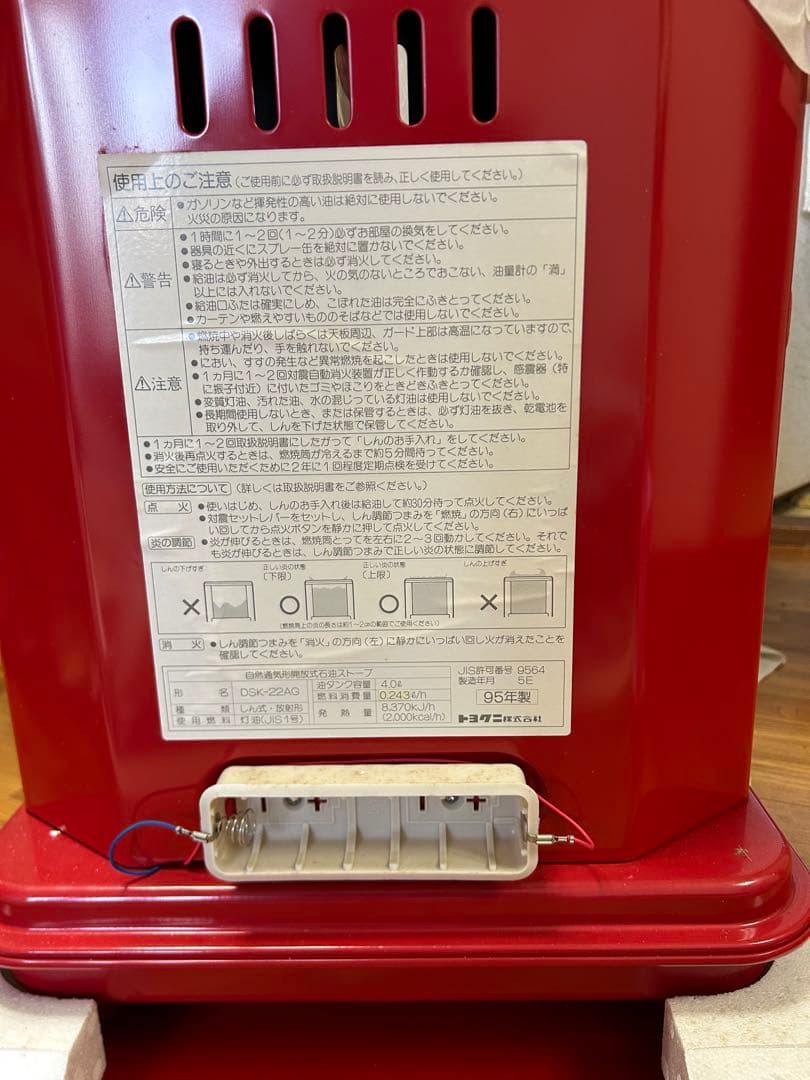 使用上のご注意(ご使用前に必ず取扱説明書を読み、正しく使用してください。)
⚠危険
●ガソリンなど揮発性の高い油は絶対に使用しないでください。
火災の原因になります。
⚠警告
●1時間に1~2回(1~2分)必ずお部屋の換気をしてください。
●器具の近くにスプレー缶を絶対に置かないでください。
●寝るときや外出するときは必ず消火してください。
●給油は必ず消火してから、火の気のないところでおこない、油量計の「満」
以上には入れないでください。
●給油口ふたは確実にしめ、こぼれた油は完全にふきとってください。
●カーテンや燃えやすいもののそばなどでは使用しないでください。
⚠注意
●燃焼中や消火後しばらくは天板周辺、ガード上部は高温になっていますので、
持ち運んだり、手を触れないでください。
●におい、すすの発生など異常燃焼を起こしたときは使用しないでください。
●1ヵ月に1~2回対震自動消火装置が正しく作動するか確認し、感震器(特
に振子付近)に付いたゴミやほこりをときどきふきとってください。
●変質灯油、汚れた油、水の混じっている灯油は使用しないでください。
●長期間使用しないとき、または保管するときは、必ず灯油を抜き、乾電池を
取り外して、しんを下げた状態で保管してください。
●1ヵ月に1~2回取扱説明書にしたがって「しんのお手入れ」をしてください。
●消火後再点火するときは、燃焼筒が冷えるまで約5分間待ってください。
●安全にご使用いただくために2年に1回程度定期点検を受けてください。
使用方法について(詳しくは取扱説明書をご参照ください。)
点火 ●使いはじめ、しんのお手入れ後は給油して約30分待って点火してください。
●対震セットレバーをセットし、しん調節つまみを「燃焼」の方向(右)にいっぱ
い回してから点火ボタンを静かに押して点火してください。
炎の調節 ●炎が伸びるときは、燃焼筒とってを左右に2~3回動かしてください。それで
も炎が伸びるときは、しん調節つまみで正しい炎の状態に調節してください。
しんの下げすぎ 正しい炎の状態(下限) 正しい炎の状態(上限) しんの上げすぎ
× ○ ○ ×
(燃焼筒上の炎の長さは約1~2cmの範囲でご使用ください)
消火 ●しん調節つまみを「消火」の方向(左)に静かにいっぱい回し火が消えたことを
確認してください。
自然通気形開放式石油ストーブ
形名 DSK-22AG 油タンク容量 4.0ℓ
燃料消費量 0.243ℓ/h
種類 しん式・放射形 発熱量 8,370kJ/h
使用燃料 灯油(JIS1号) (2,000kcal/h)
JIS許可番号 9564
製造年月 5E
95年製
トヨクニ株式会社
- + - +